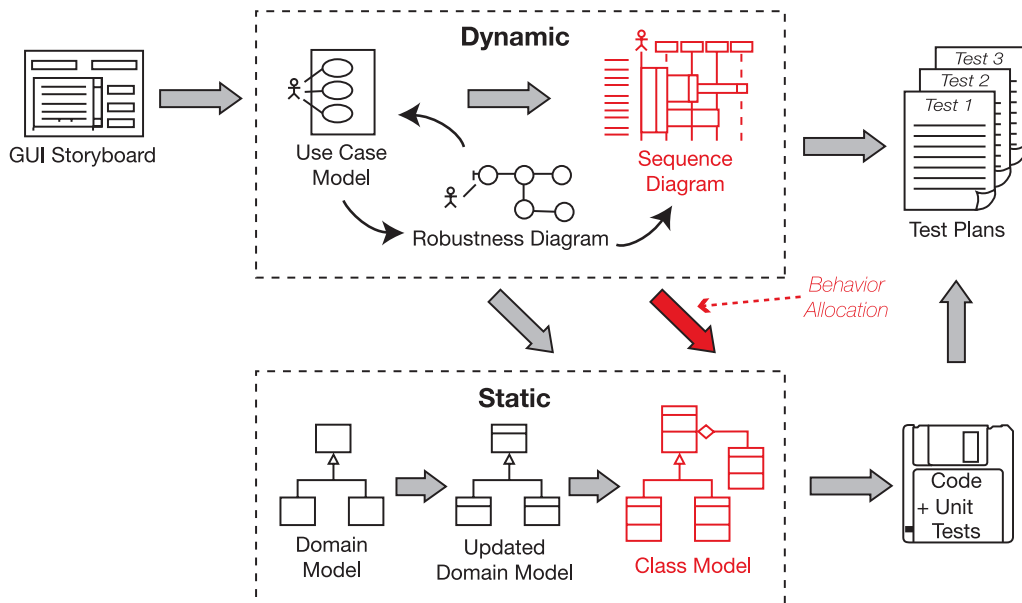 Dynamic
GUI Storyboard
Use Case
Model
Robustness Diagram
Sequence
Diagram
Test 3
Test 2
Test 1
Test Plans
Behavior
Allocation
Static
Domain
Model
Updated
Domain Model
Class Model
Code
+ Unit
Tests